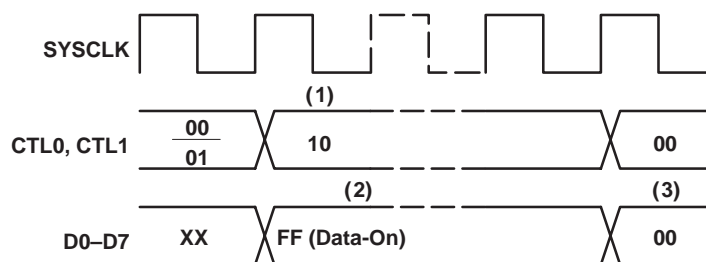 SYSCLK
(1)
CTL0, CTL1
00
01
10
00
(2)
(3)
D0–D7
XX
FF (Data-On)
00